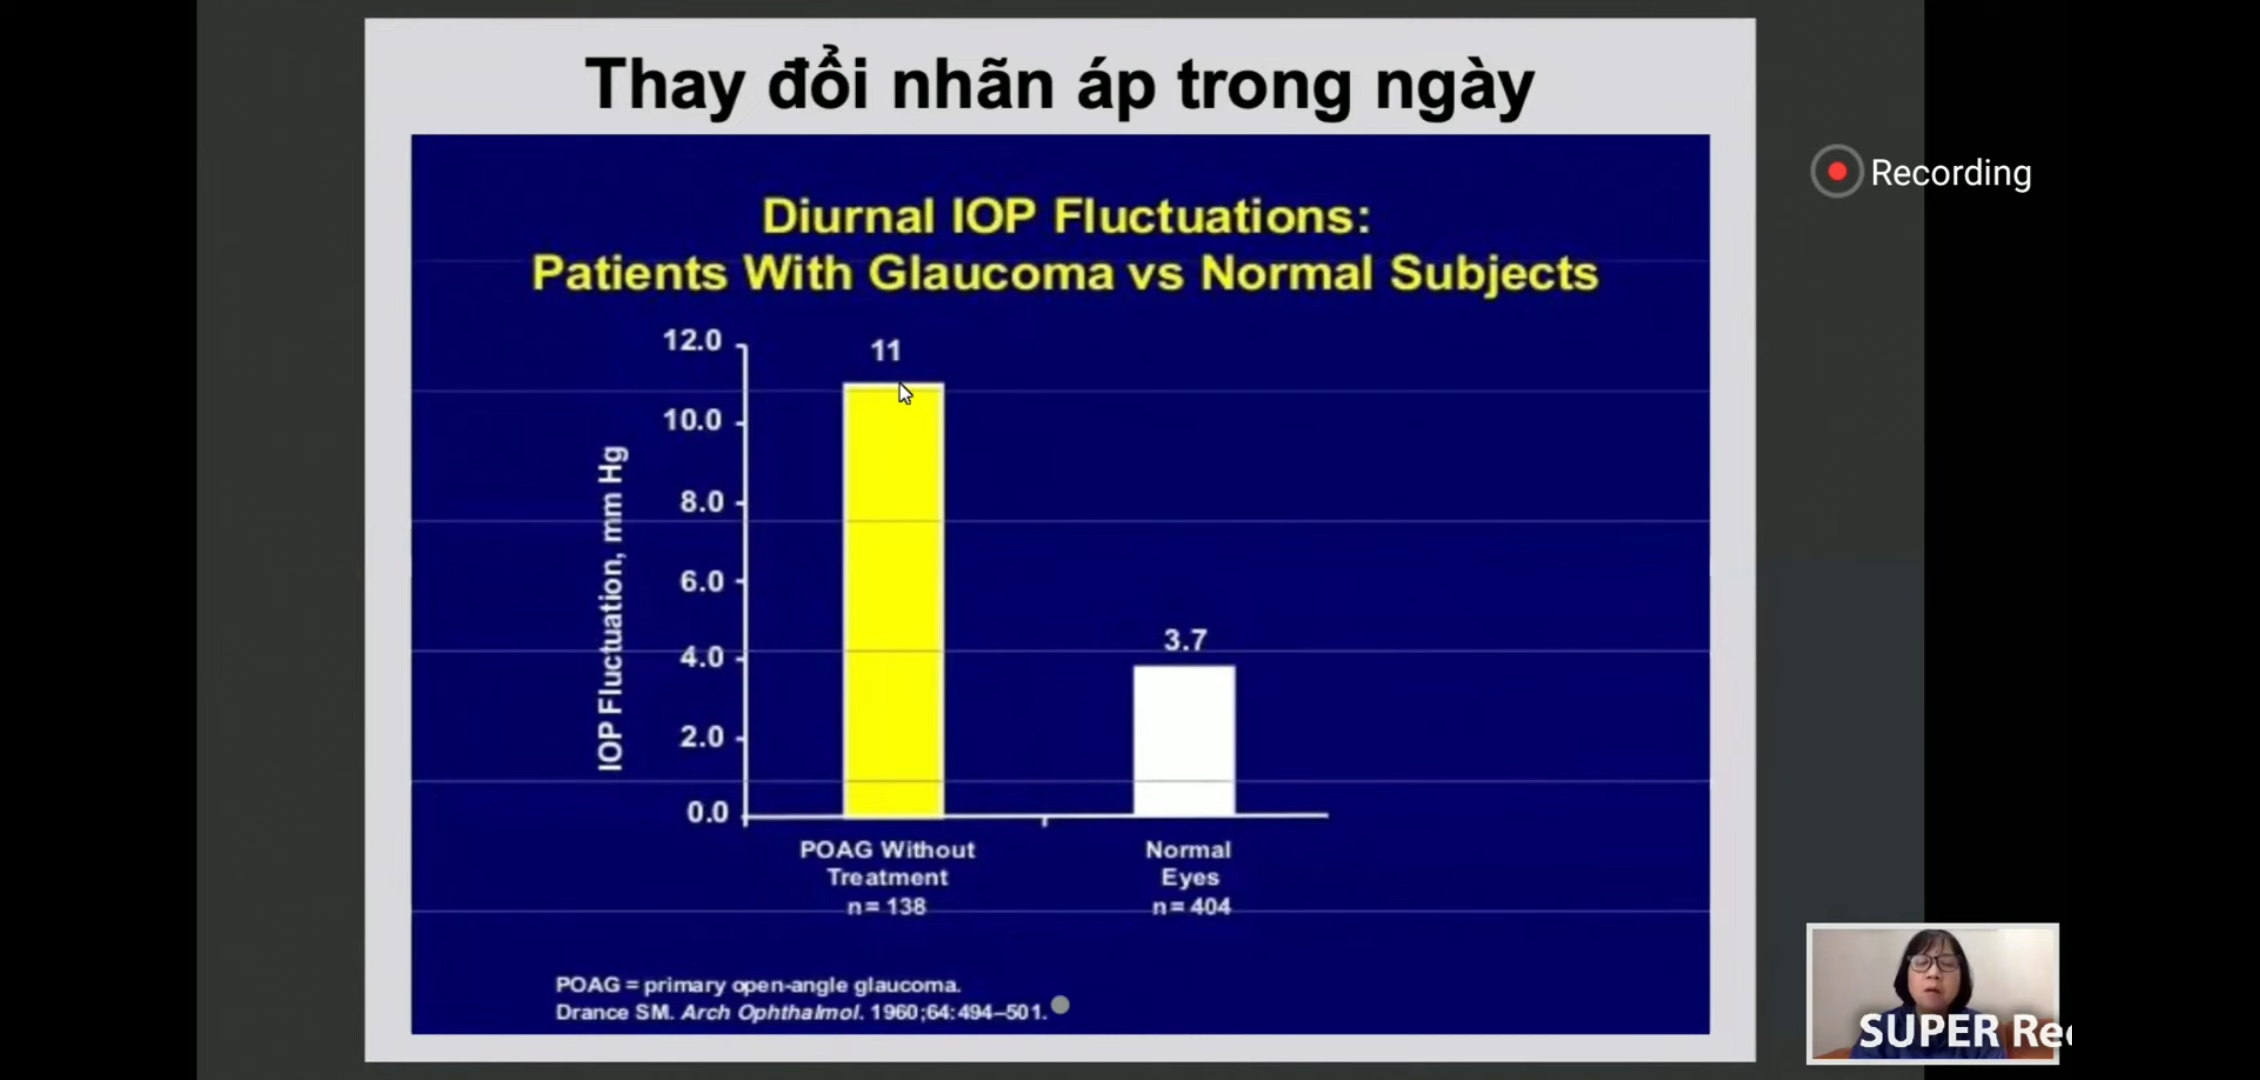 Thay đổi nhãn áp trong ngày
Recording
Diurnal IOP Fluctuations:
Patients With Glaucoma vs Normal Subjects
12.0
11
10.0
8.0
6.0
4.0
3.7
2.0
0.0
IOP Fluctuation, mm Hg
POAG Without
Treatment
n= 138
Normal
Eyes
n= 404
POAG = primary open-angle glaucoma.
Drance SM. Arch Ophthalmol. 1960;64:494–501.
SUPER